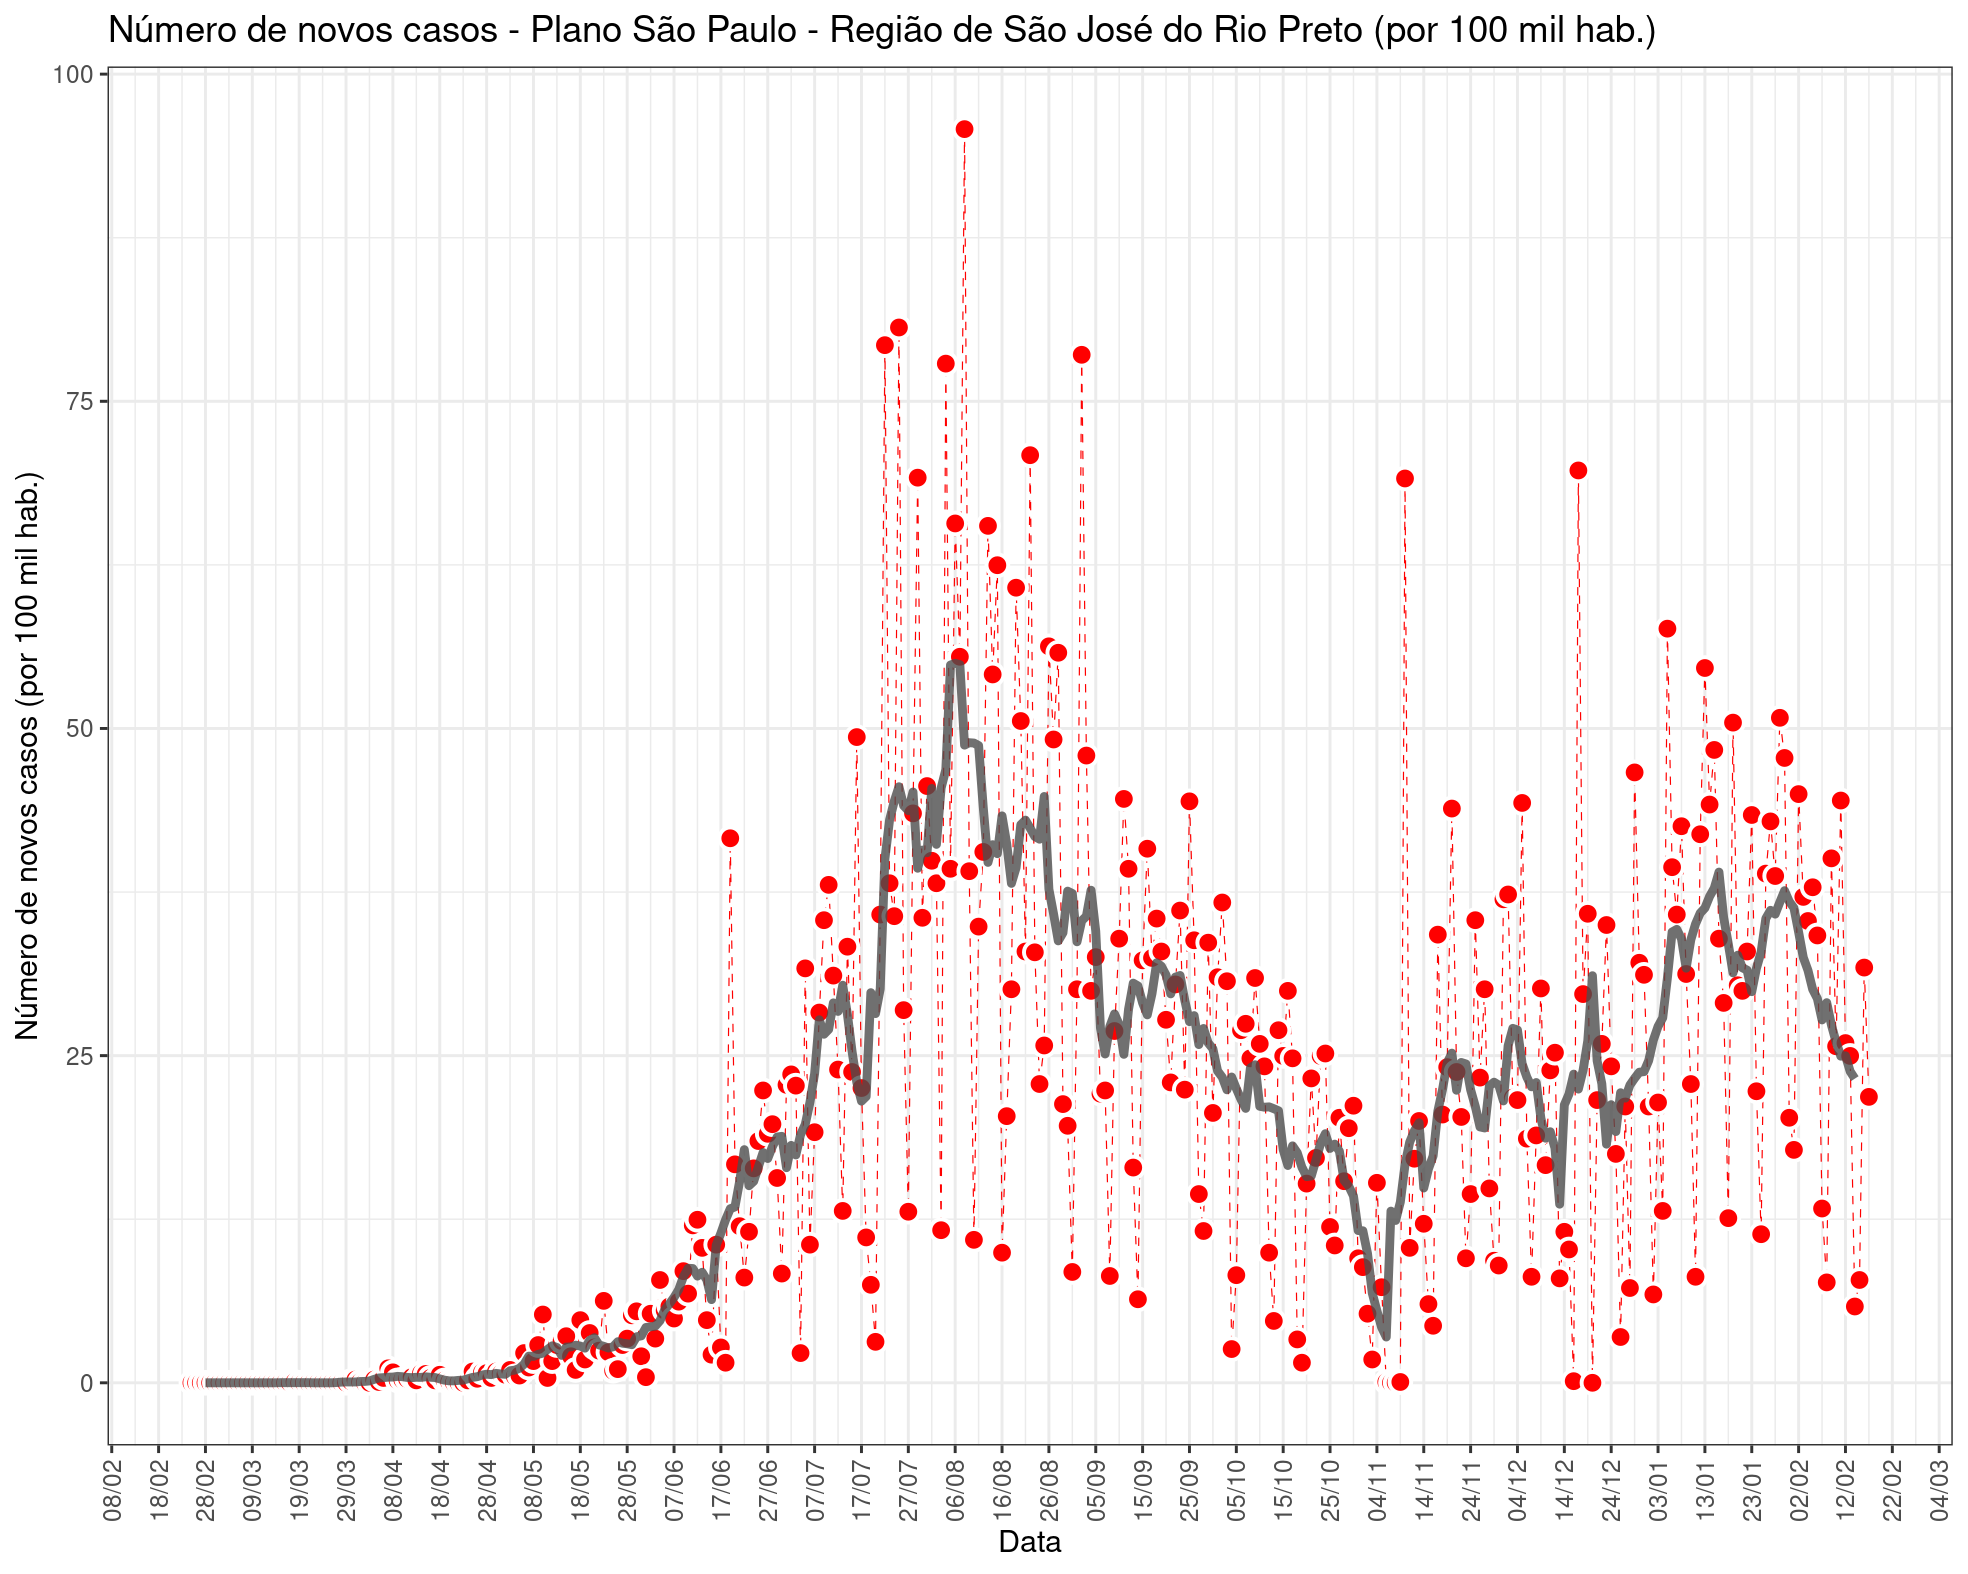 Número de novos casos - Plano São Paulo - Região de São José do Rio Preto (por 100 mil hab.)
Número de novos casos (por 100 mil hab.)
100
75
50
25
0
08/02 18/02 28/02 09/03 19/03 29/03 08/04 18/04 28/04 08/05 18/05 28/05 07/06 17/06 27/06 07/07 17/07 27/07 06/08 16/08 26/08 05/09 15/09 25/09 05/10 15/10 25/10 04/11 14/11 24/11 04/12 14/12 24/12 03/01 13/01 23/01 02/02 12/02 22/02 04/03
Data